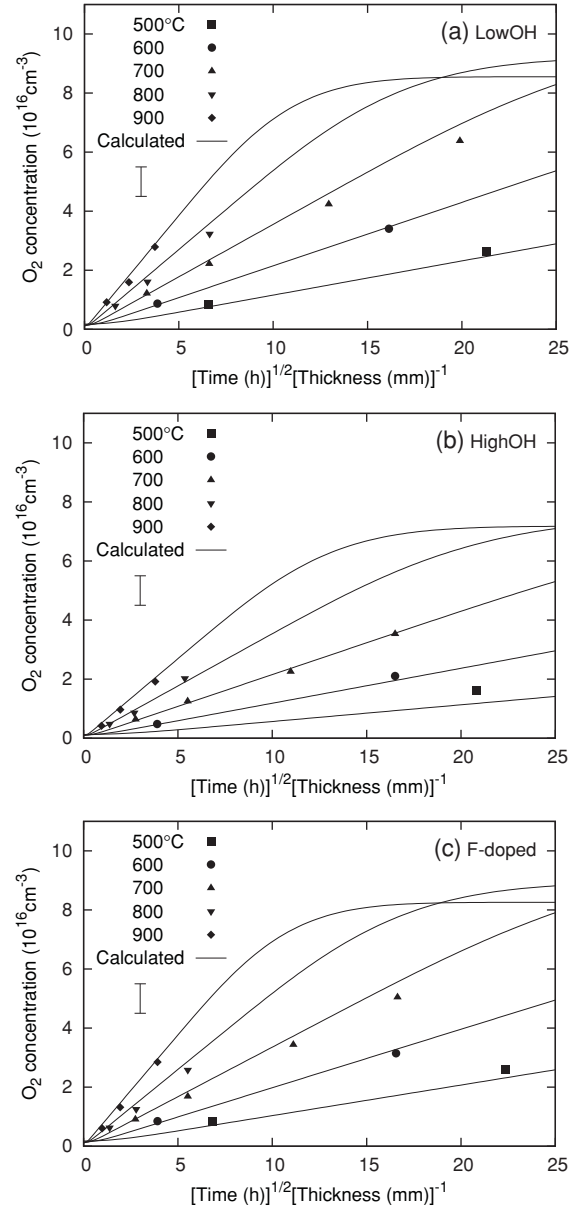 (a) LowOH
500°C
600
700
800
900
Calculated
O2 concentration (10^16cm^-3)
10
8
6
4
2
0
0 5 10 15 20 25
[Time (h)]^1/2[Thickness (mm)]^-1
(b) HighOH
500°C
600
700
800
900
Calculated
O2 concentration (10^16cm^-3)
10
8
6
4
2
0
0 5 10 15 20 25
[Time (h)]^1/2[Thickness (mm)]^-1
(c) F-doped
500°C
600
700
800
900
Calculated
O2 concentration (10^16cm^-3)
10
8
6
4
2
0
0 5 10 15 20 25
[Time (h)]^1/2[Thickness (mm)]^-1